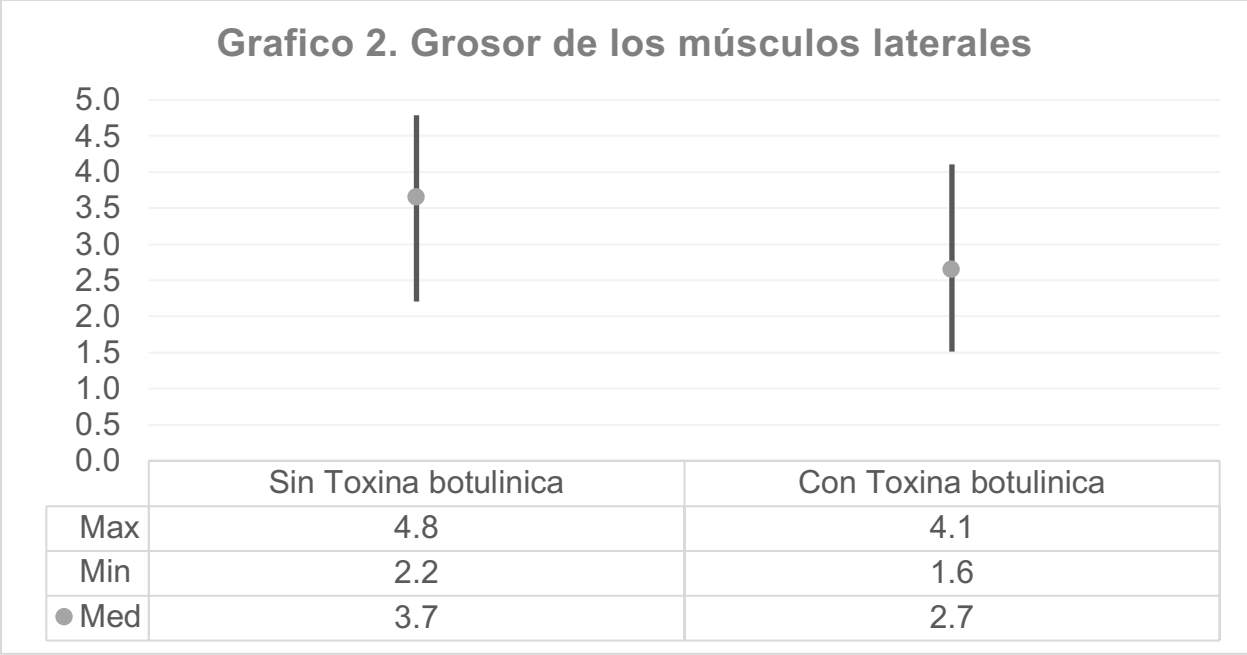 Grafico 2. Grosor de los músculos laterales
5.0
4.5
4.0
3.5
3.0
2.5
2.0
1.5
1.0
0.5
0.0
Sin Toxina botulinica Con Toxina botulinica
Max 4.8 4.1
Min 2.2 1.6
Med 3.7 2.7